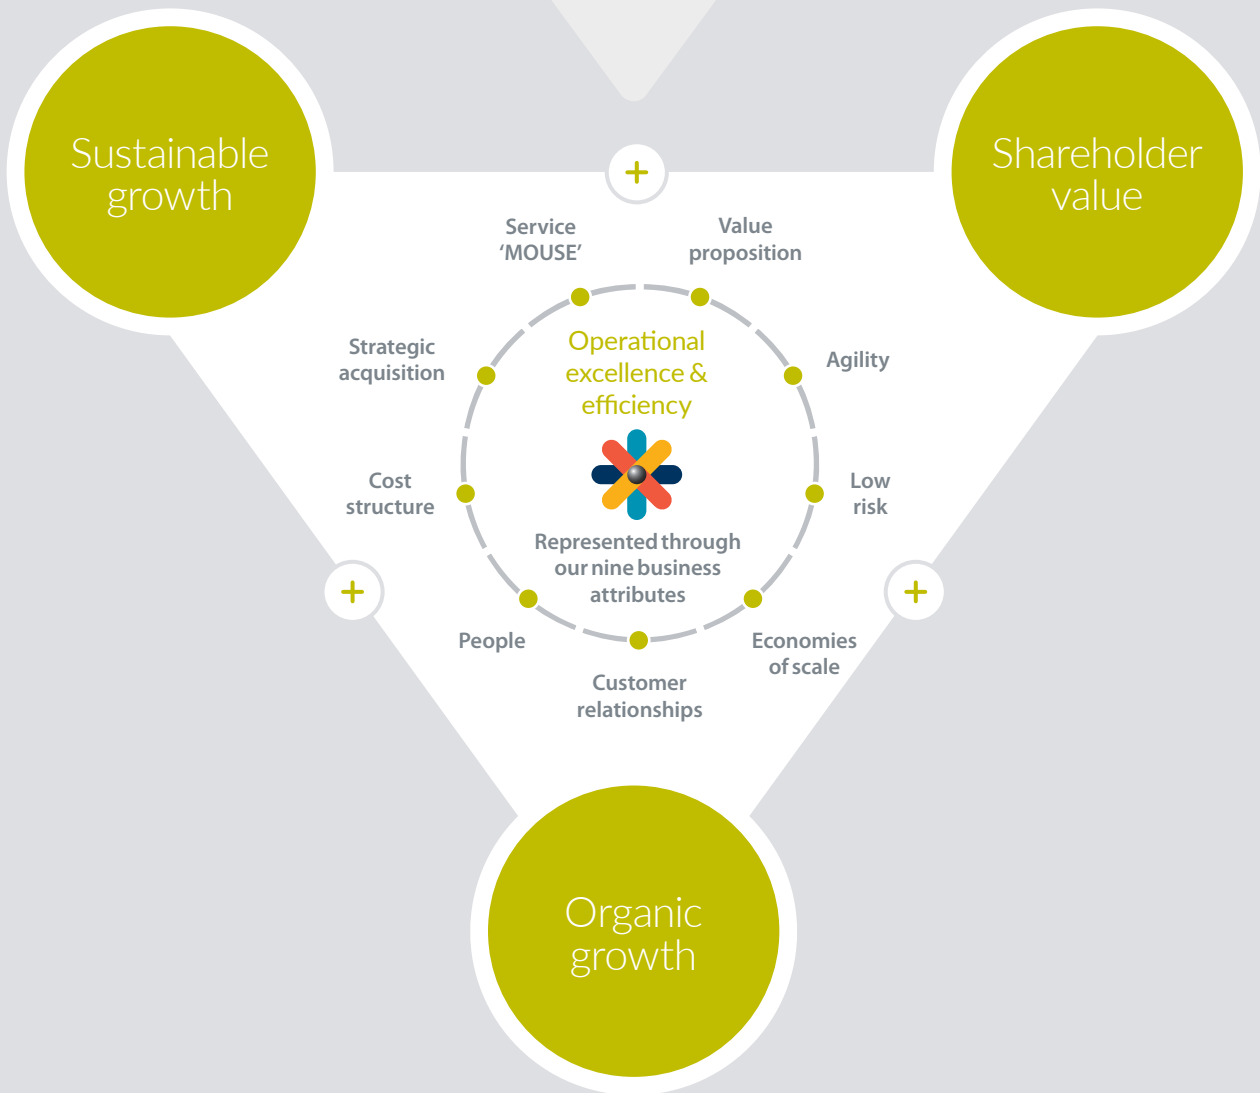 Sustainable
growth
Shareholder
value
+
Service
‘MOUSE’
Value
proposition
Strategic
acquisition
Operational
excellence &
efficiency
Agility
Cost
structure
Low
risk
Represented through
our nine business
attributes
+
+
People
Economies
of scale
Customer
relationships
Organic
growth